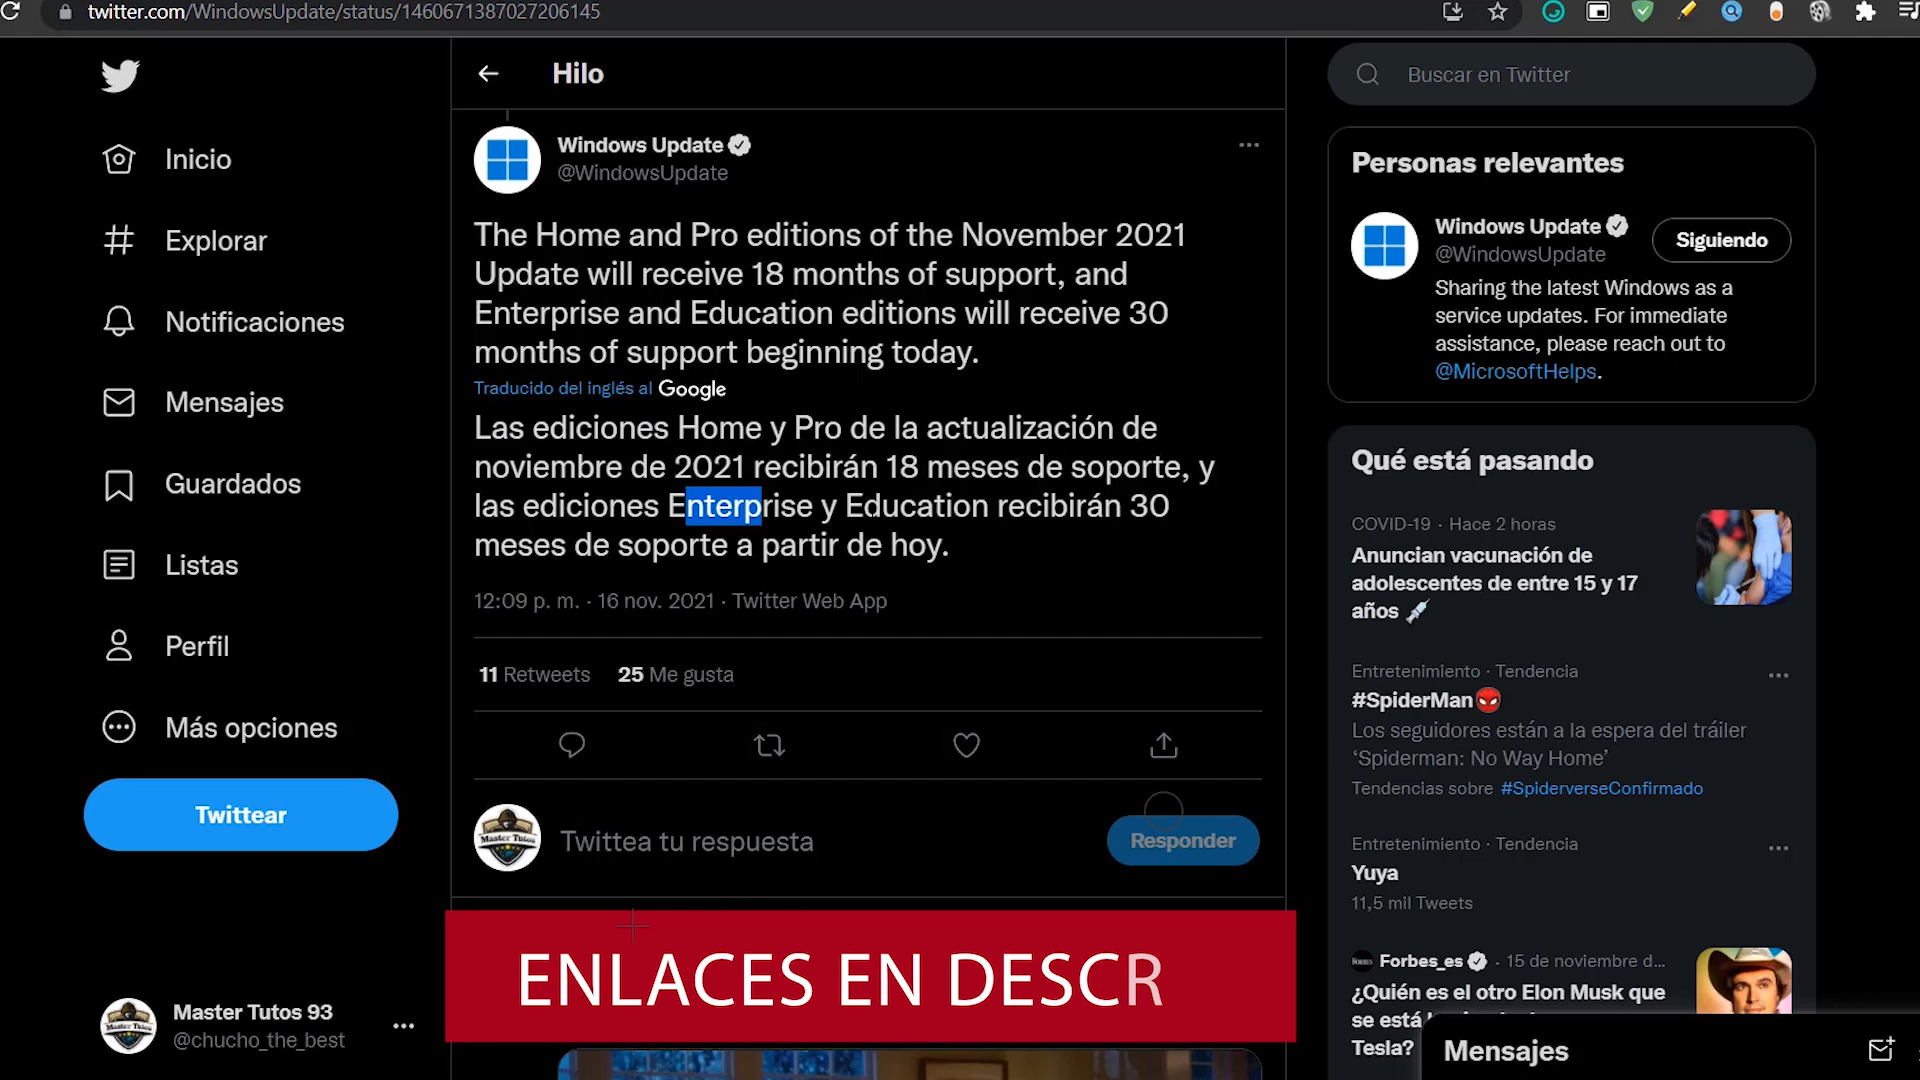 twitter.com/WindowsUpdate/status/1460671387027206145
Inicio
Explorar
Notificaciones
Mensajes
Guardados
Listas
Perfil
Más opciones
Twittear
Master Tutos 93
@chucho_the_best
Hilo
Windows Update
@WindowsUpdate
The Home and Pro editions of the November 2021
Update will receive 18 months of support, and
Enterprise and Education editions will receive 30
months of support beginning today.
Traducido del inglés al Google
Las ediciones Home y Pro de la actualización de
noviembre de 2021 recibirán 18 meses de soporte, y
las ediciones Enterprise y Education recibirán 30
meses de soporte a partir de hoy.
12:09 p. m. · 16 nov. 2021 · Twitter Web App
11 Retweets 25 Me gusta
Master Tutos
Twittea tu respuesta
Responder
ENLACES EN DESCR
Buscar en Twitter
Personas relevantes
Windows Update
@WindowsUpdate
Siguiendo
Sharing the latest Windows as a
service updates. For immediate
assistance, please reach out to
@MicrosoftHelps.
Qué está pasando
COVID-19 · Hace 2 horas
Anuncian vacunación de
adolescentes de entre 15 y 17
años
Entretenimiento · Tendencia
#SpiderMan
Los seguidores están a la espera del tráiler
‘Spiderman: No Way Home’
Tendencias sobre #SpiderverseConfirmado
Entretenimiento · Tendencia
Yuya
11,5 mil Tweets
Forbes_es · 15 de noviembre d...
¿Quién es el otro Elon Musk que
se está
Tesla?
Mensajes